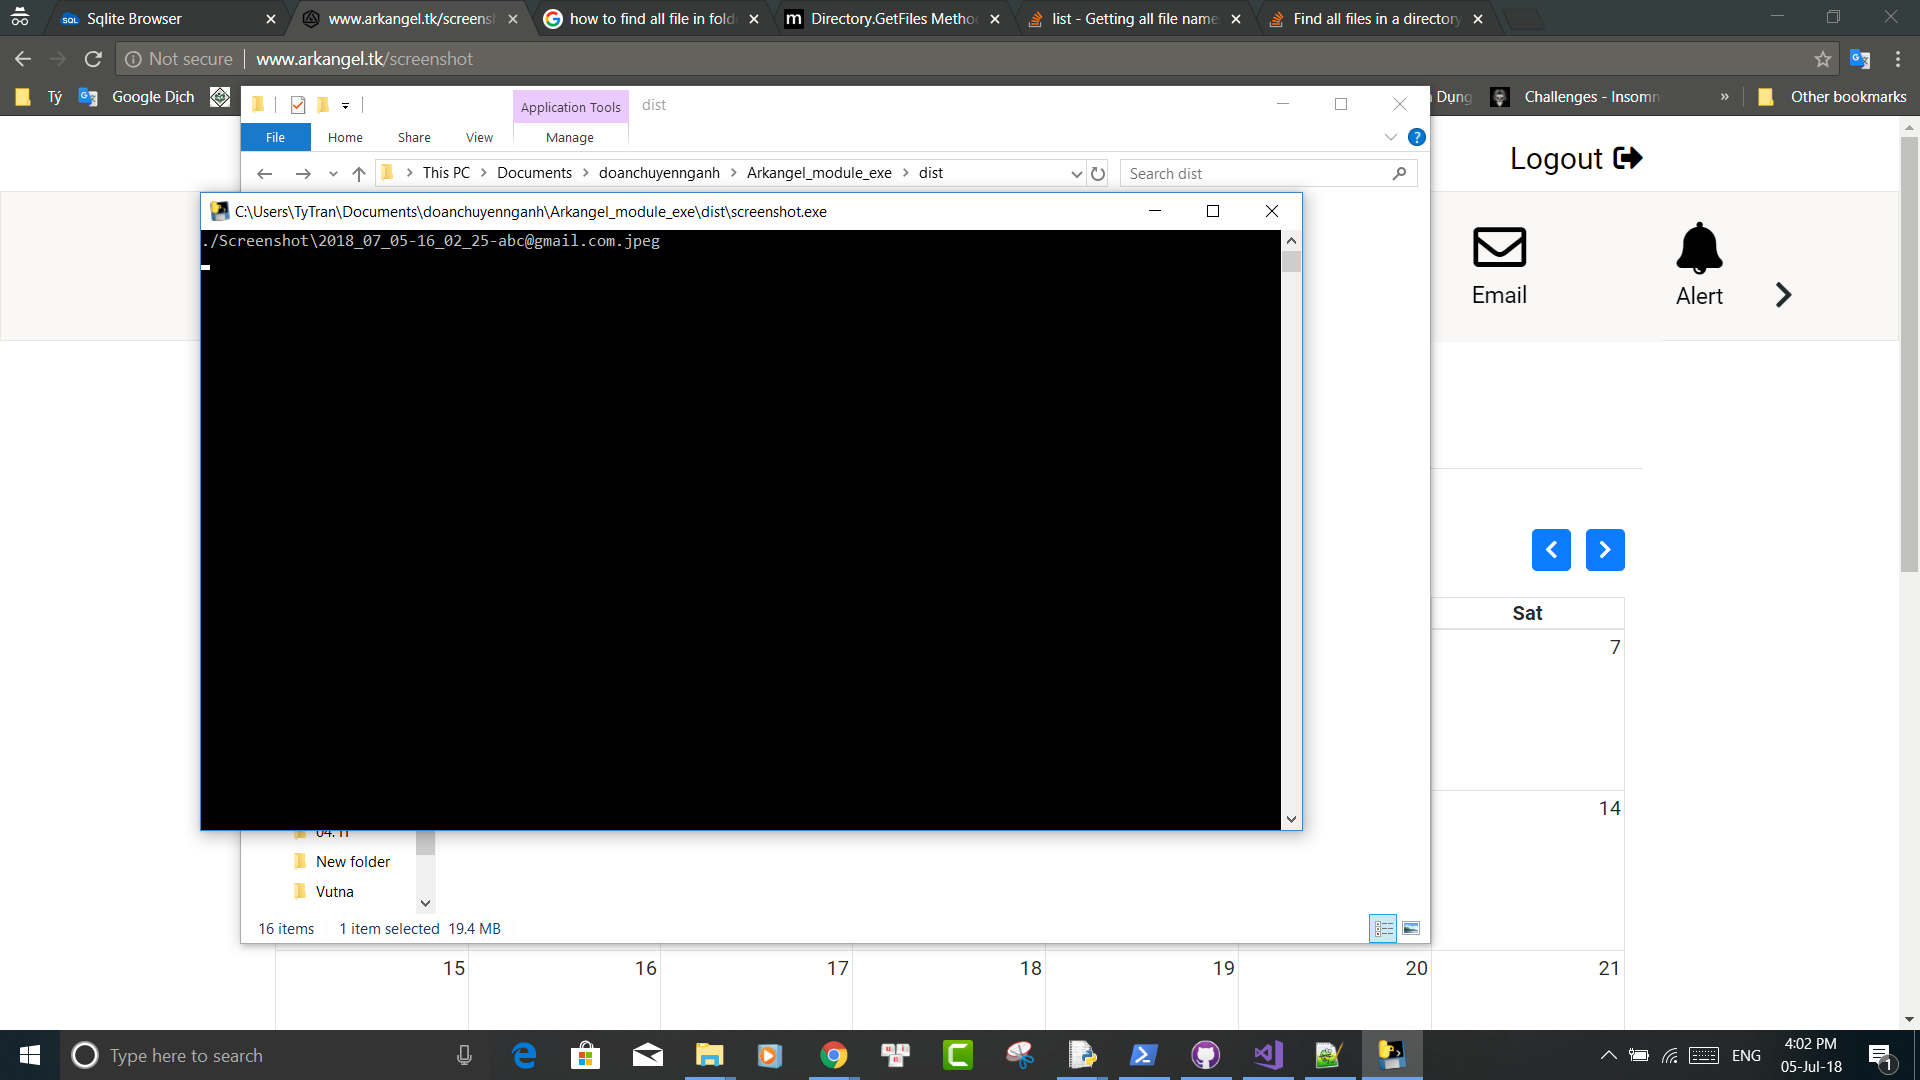 Sqlite Browser
www.arkangel.tk/screensh
how to find all file in fold
Directory.GetFiles Metho
list - Getting all file name
Find all files in a directory
Not secure
www.arkangel.tk/screenshot
Tý
Google Dịch
Dụng
Challenges - Insomn
»
Other bookmarks
Application Tools
dist
File
Home
Share
View
Manage
This PC
Documents
doanchuyennganh
Arkangel_module_exe
dist
Search dist
Logout
C:\Users\TyTran\Documents\doanchuyennganh\Arkangel_module_exe\dist\screenshot.exe
./Screenshot\2018_07_05-16_02_25-abc@gmail.com.jpeg
Email
Alert
Sat
7
14
New folder
Vutna
16 items
1 item selected
19.4 MB
15
16
17
18
19
20
21
Type here to search
ENG
4:02 PM
05-Jul-18
1